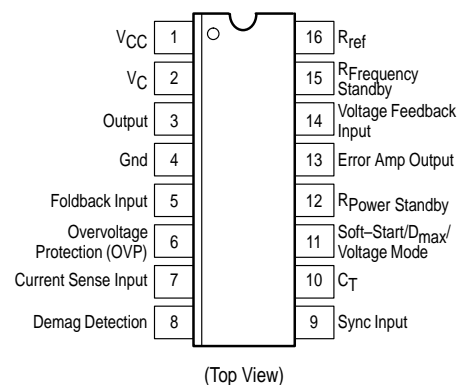 VCC 1
VC 2
Output 3
Gnd 4
Foldback Input 5
Overvoltage
Protection (OVP) 6
Current Sense Input 7
Demag Detection 8
16 Rref
15 RFrequency
Standby
14 Voltage Feedback
Input
13 Error Amp Output
12 RPower Standby
11 Soft–Start/Dmax/
Voltage Mode
10 CT
9 Sync Input
(Top View)